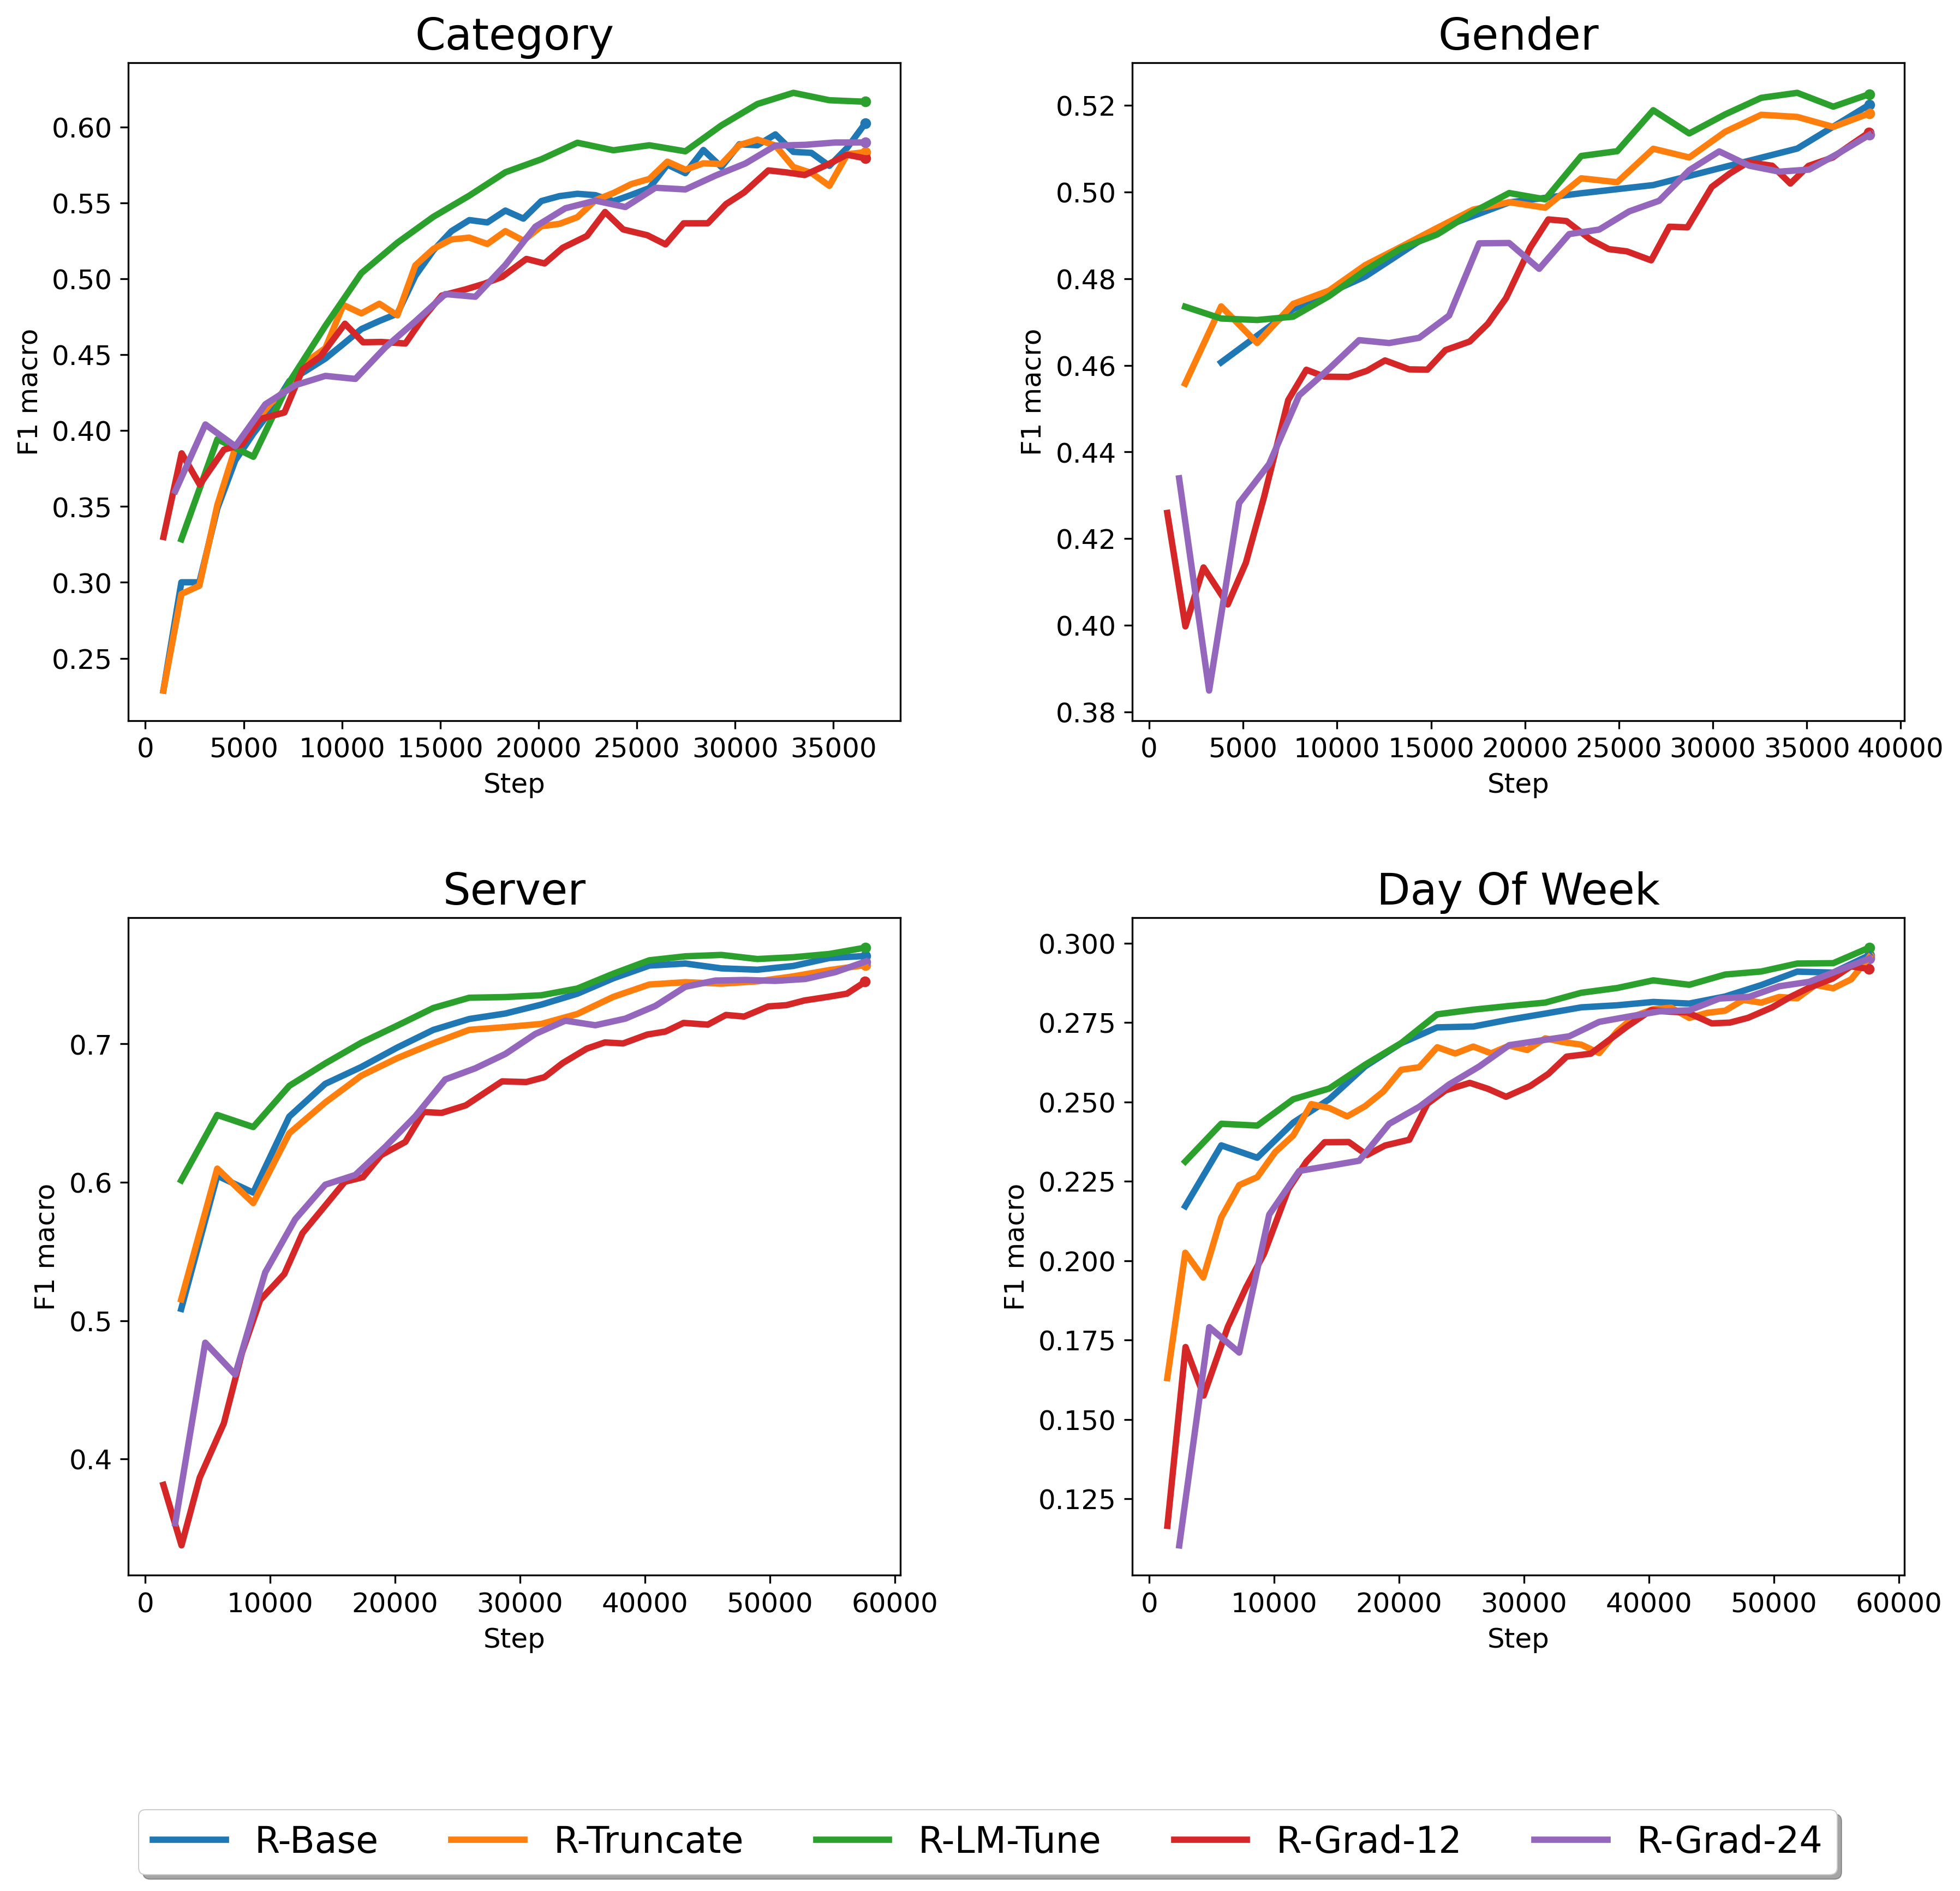 Category
F1 macro
0.60
0.55
0.50
0.45
0.40
0.35
0.30
0.25
0 5000 10000 15000 20000 25000 30000 35000
Step
Gender
F1 macro
0.52
0.50
0.48
0.46
0.44
0.42
0.40
0.38
0 5000 10000 15000 20000 25000 30000 35000 40000
Step
Server
F1 macro
0.7
0.6
0.5
0.4
0 10000 20000 30000 40000 50000 60000
Step
Day Of Week
F1 macro
0.300
0.275
0.250
0.225
0.200
0.175
0.150
0.125
0 10000 20000 30000 40000 50000 60000
Step
R-Base R-Truncate R-LM-Tune R-Grad-12 R-Grad-24